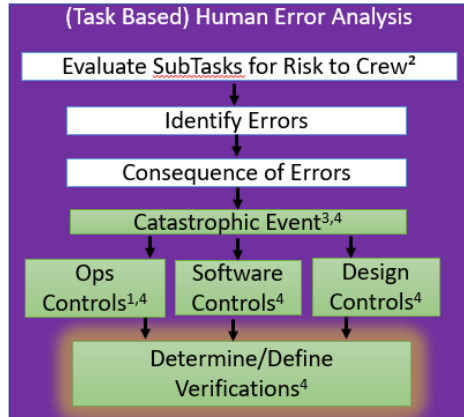 (Task Based) Human Error Analysis
Evaluate SubTasks for Risk to Crew²
Identify Errors
Consequence of Errors
Catastrophic Event³,⁴
Ops
Controls¹,⁴
Software
Controls⁴
Design
Controls⁴
Determine/Define
Verifications⁴